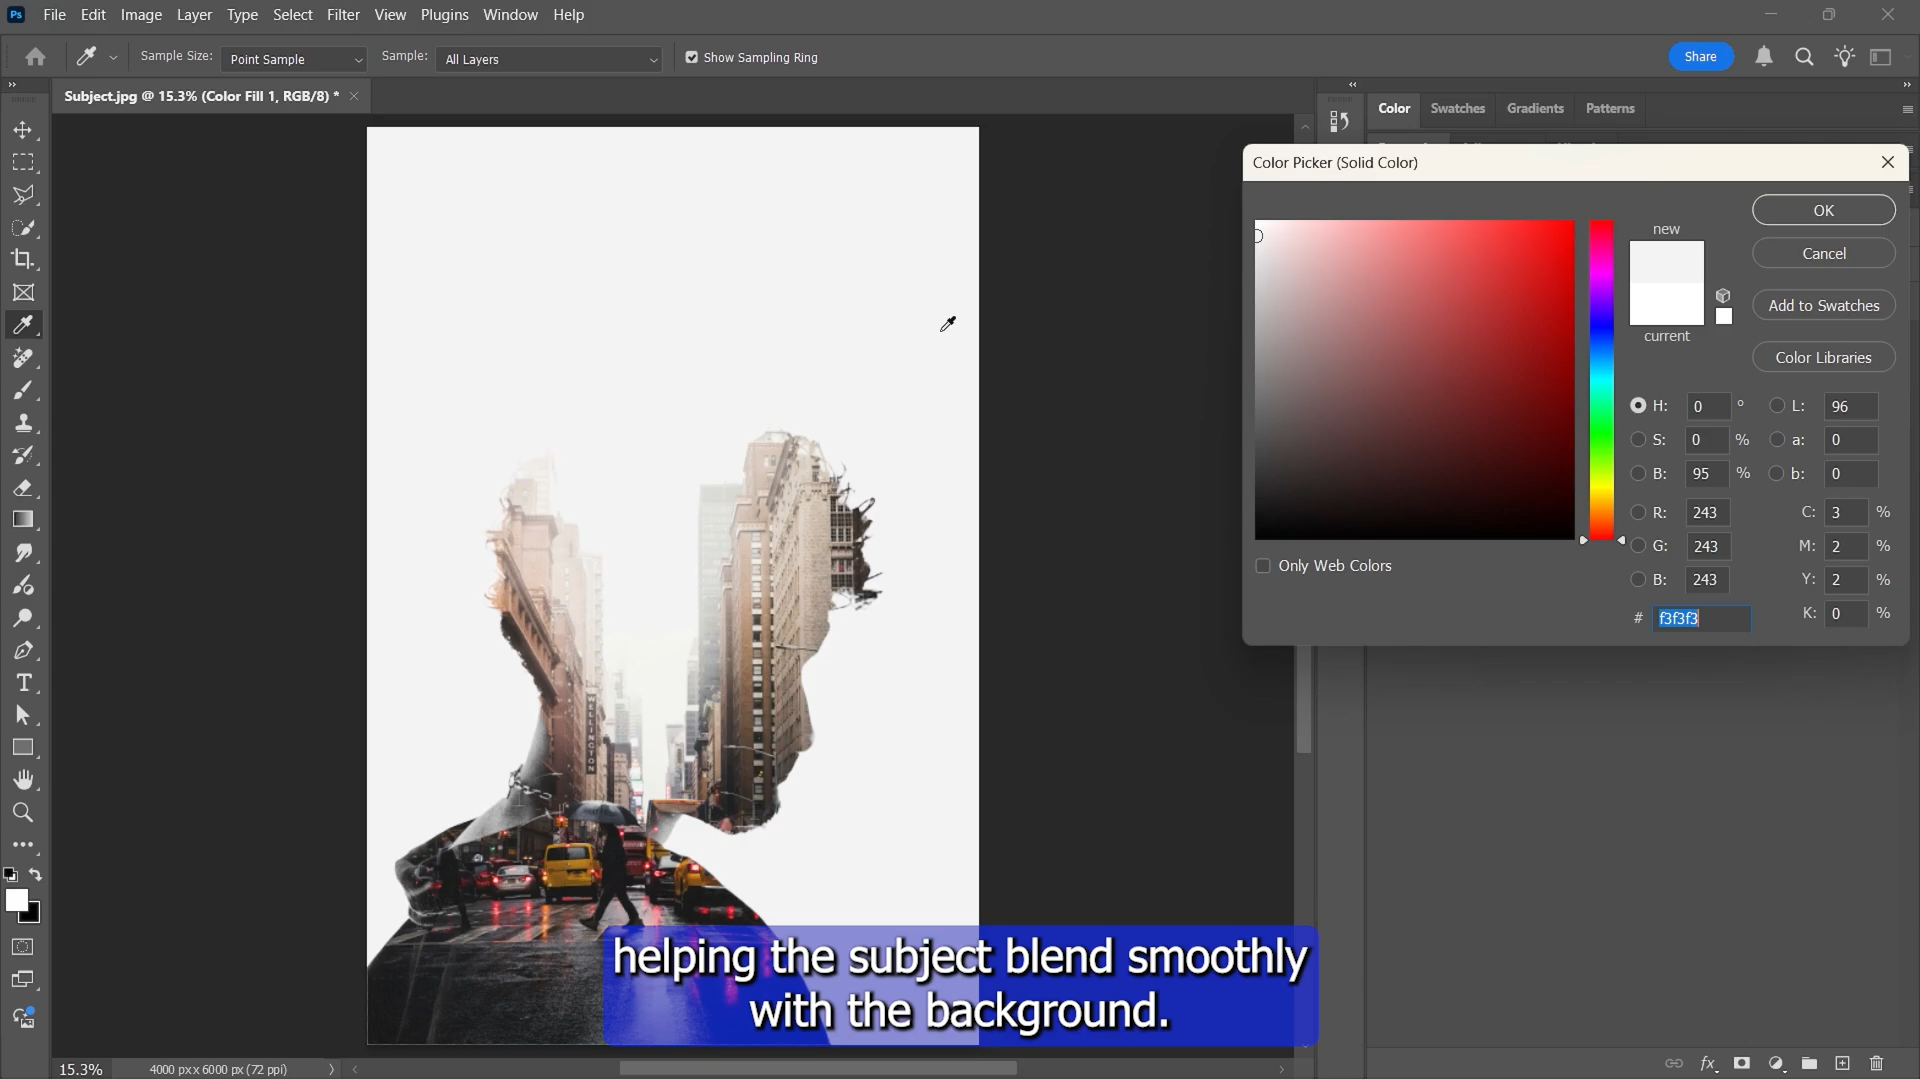 Ps File Edit Image Layer Type Select Filter View Plugins Window Help
Sample Size: Point Sample Sample: All Layers Show Sampling Ring Share
Subject.jpg @ 15.3% (Color Fill 1, RGB/8) *
Color Swatches Gradients Patterns
Color Picker (Solid Color)
OK
new
Cancel
Add to Swatches
current
Color Libraries
H: 0 ° L: 96
S: 0 % a: 0
B: 95 % b: 0
R: 243 C: 3 %
G: 243 M: 2 %
Only Web Colors
B: 243 Y: 2 %
# f3f3f3 K: 0 %
WELLINGTON
helping the subject blend smoothly
with the background.
15.3% 4000 px x 6000 px (72 ppi)
fx